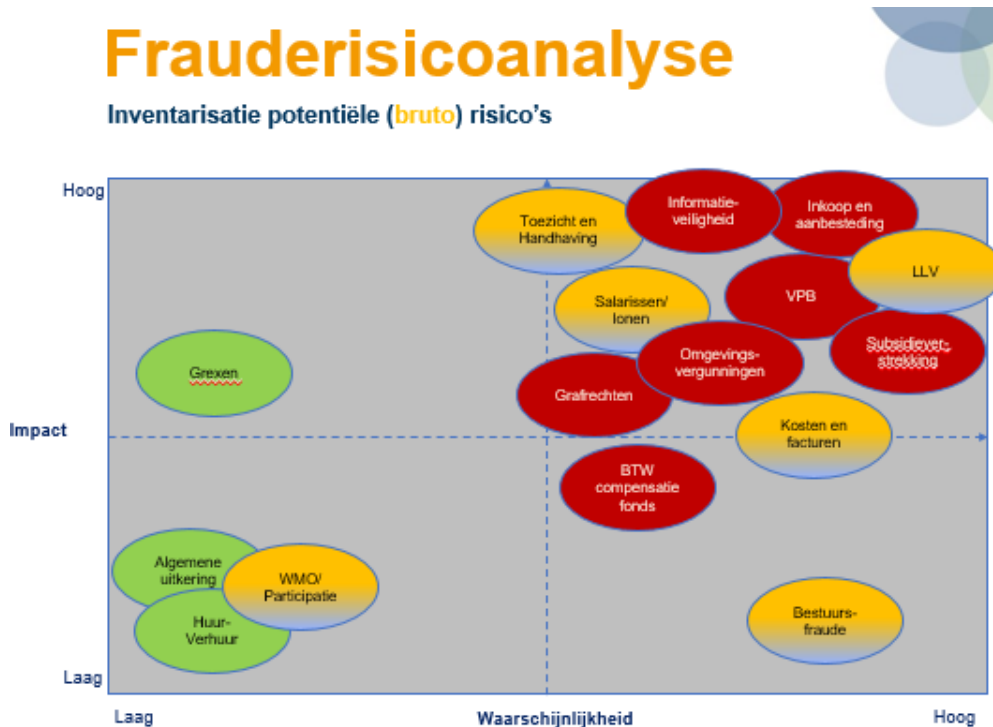 Frauderisicoanalyse
Inventarisatie potentiële (bruto) risico's
Hoog
Toezicht en
Handhaving
Informatie-
veiligheid
Inkoop en
aanbesteding
LLV
VPB
Salarissen/
lonen
Subsidiever-
strekking
Omgevings-
vergunningen
Grexen
Grafrechten
Impact
Kosten en
facturen
BTW
compensatie
fonds
Algemene
uitkering
WMO/
Participatie
Huur-
Verhuur
Bestuurs-
fraude
Laag
Laag
Waarschijnlijkheid
Hoog